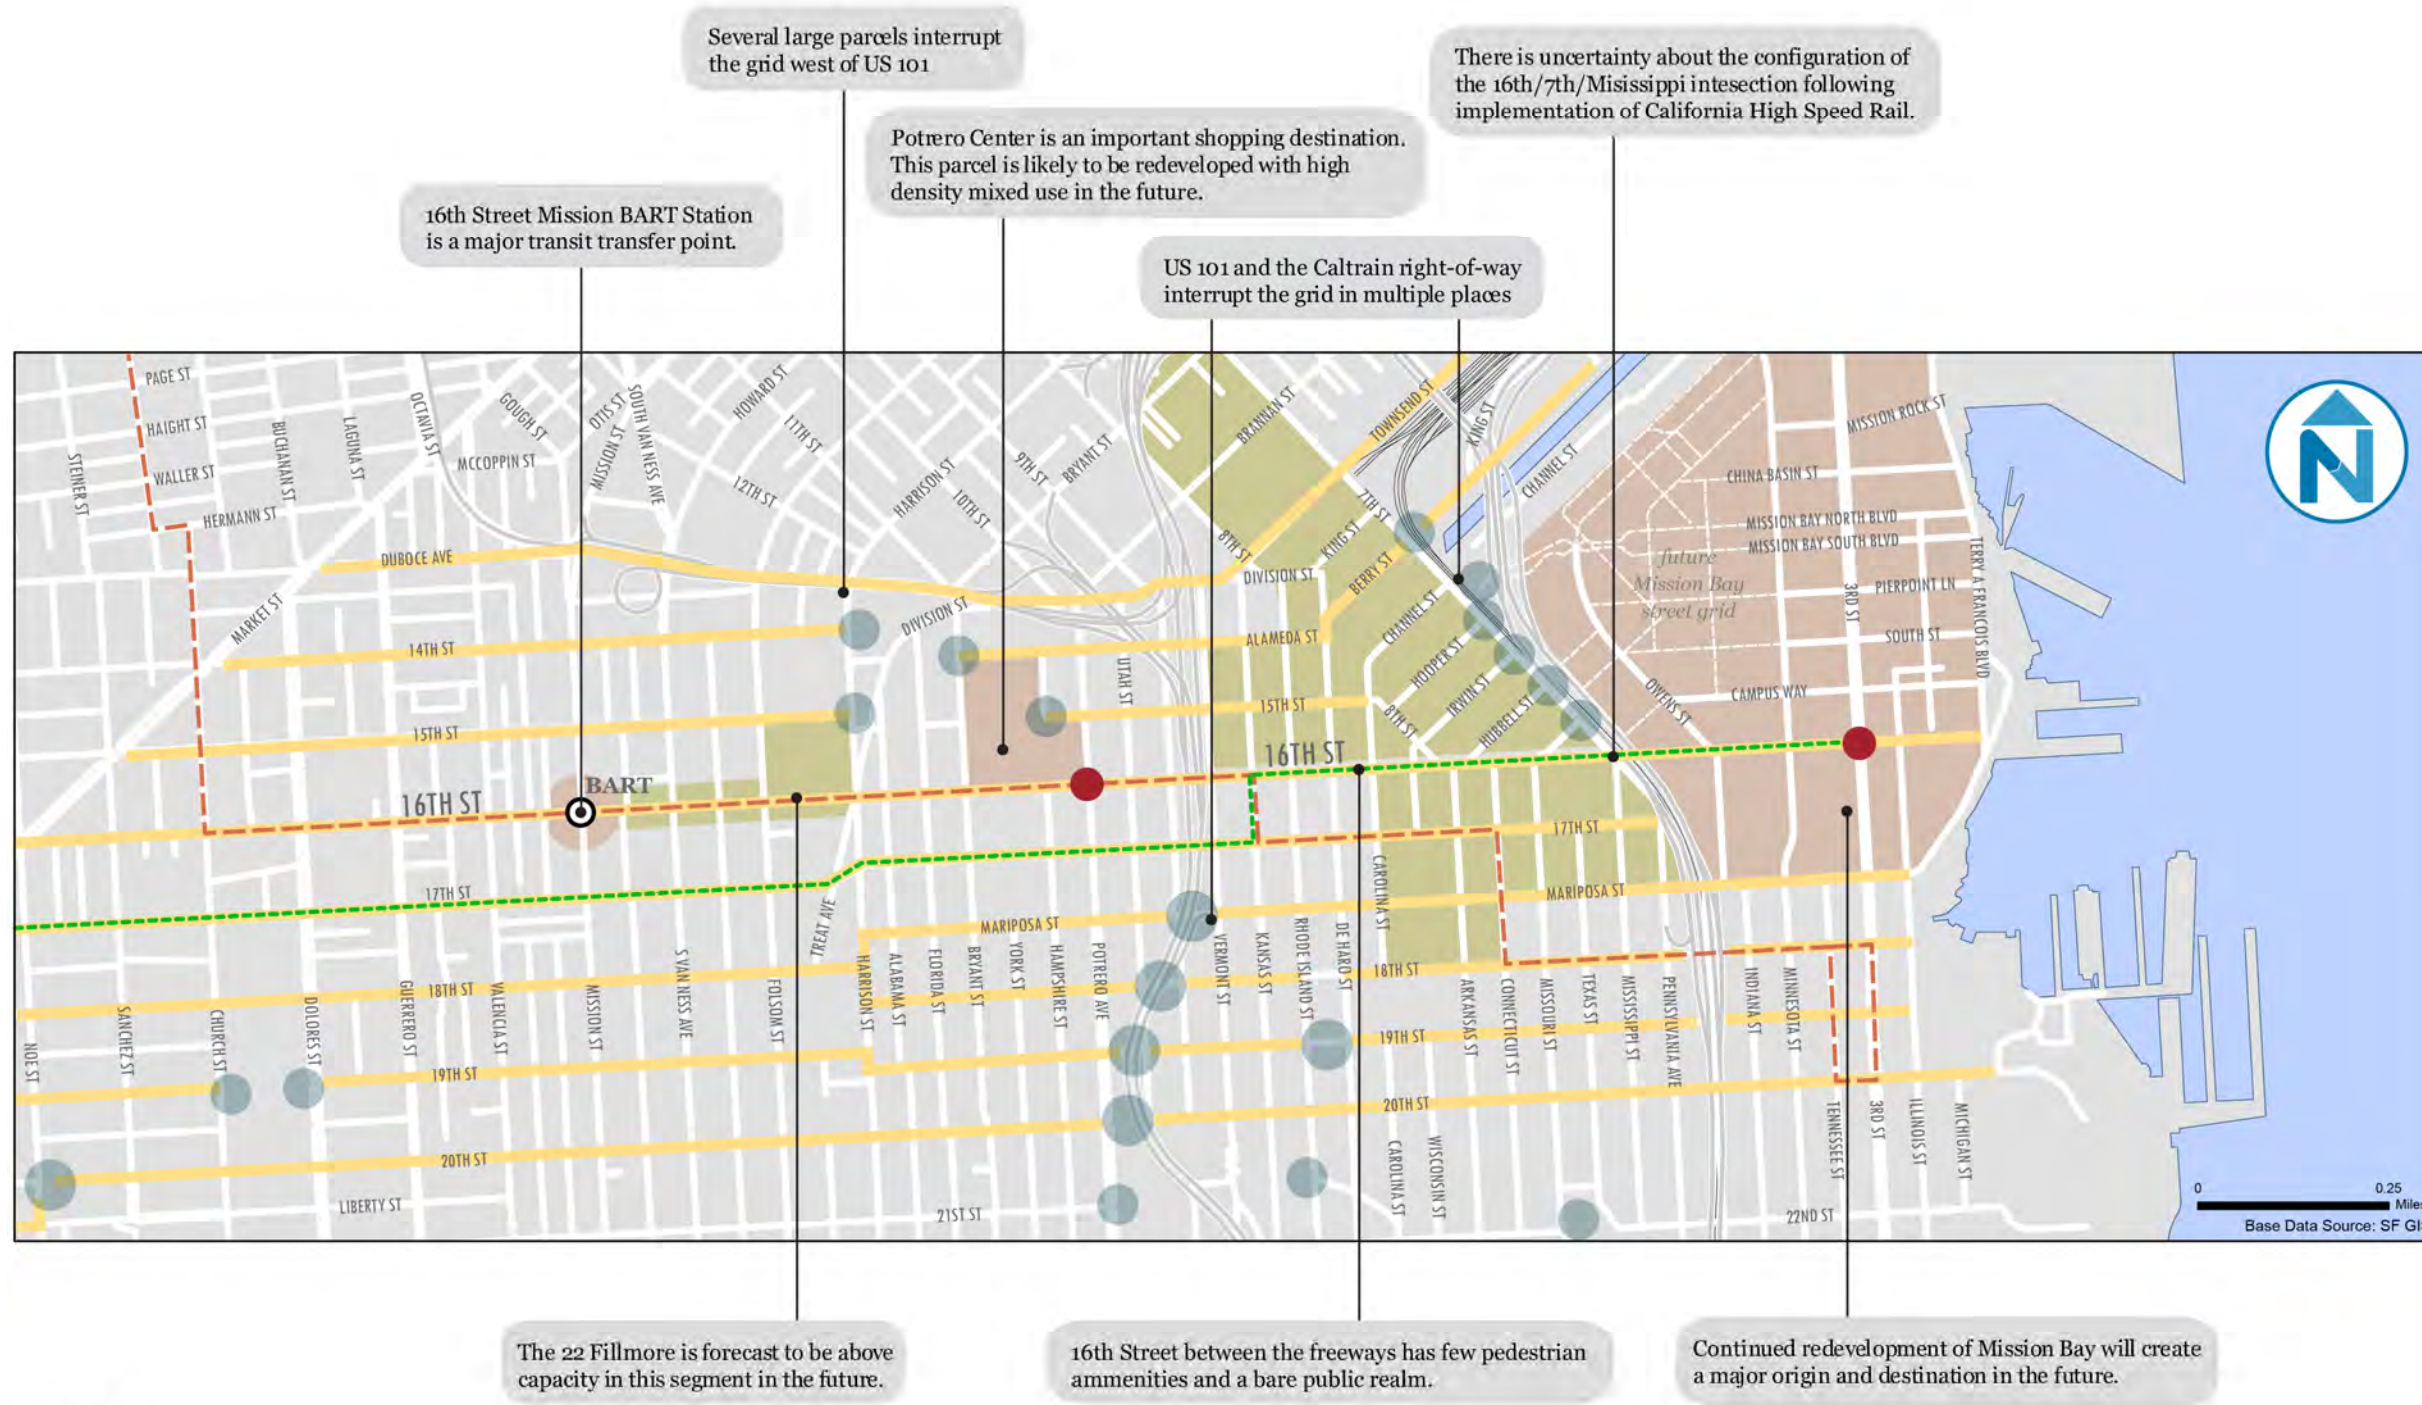 Several large parcels interrupt
the grid west of US 101
There is uncertainty about the configuration of
the 16th/7th/Misissippi intesection following
implementation of California High Speed Rail.
Potrero Center is an important shopping destination.
This parcel is likely to be redeveloped with high
density mixed use in the future.
16th Street Mission BART Station
is a major transit transfer point.
US 101 and the Caltrain right-of-way
interrupt the grid in multiple places
PAGE ST
HAIGHT ST
WALLER ST
HERMANN ST
STEINER ST
BUCHANAN ST
LAGUNA ST
OCTAVIA ST
GOUGH ST
MCCOPPIN ST
OTIS ST
MISSION ST
SOUTH VAN NESS AVE
HOWARD ST
11TH ST
12TH ST
HARRISON ST
10TH ST
9TH ST
BRYANT ST
BRANNAN ST
TOWNSEND ST
KING ST
CHANNEL ST
7TH ST
8TH ST
KING ST
BERRY ST
DIVISION ST
MISSION ROCK ST
CHINA BASIN ST
MISSION BAY NORTH BLVD
MISSION BAY SOUTH BLVD
future
Mission Bay
street grid
PIERPOINT LN
3RD ST
TERRY A FRANCOIS BLVD
SOUTH ST
CAMPUS WAY
OWENS ST
N
DUBOCE AVE
MARKET ST
14TH ST
DIVISION ST
ALAMEDA ST
CHANNEL ST
HOOPER ST
IRWIN ST
HUBBELL ST
8TH ST
UTAH ST
15TH ST
15TH ST
16TH ST
BART
16TH ST
17TH ST
17TH ST
TREAT AVE
MARIPOSA ST
MARIPOSA ST
CAROLINA ST
18TH ST
18TH ST
NOE ST
SANCHEZ ST
CHURCH ST
DOLORES ST
GUERRERO ST
VALENCIA ST
MISSION ST
S VAN NESS AVE
FOLSOM ST
HARRISON ST
ALABAMA ST
FLORIDA ST
BRYANT ST
YORK ST
HAMPSHIRE ST
POTRERO AVE
VERMONT ST
KANSAS ST
RHODE ISLAND ST
DE HARO ST
ARKANSAS ST
CONNECTICUT ST
MISSOURI ST
TEXAS ST
MISSISSIPPI ST
PENNSYLVANIA AVE
INDIANA ST
MINNESOTA ST
19TH ST
19TH ST
20TH ST
20TH ST
LIBERTY ST
21ST ST
CAROLINA ST
WISCONSIN ST
22ND ST
TENNESSEE ST
3RD ST
ILLINOIS ST
MICHIGAN ST
0 0.25
Miles
Base Data Source: SF GI
The 22 Fillmore is forecast to be above
capacity in this segment in the future.
16th Street between the freeways has few pedestrian
ammenities and a bare public realm.
Continued redevelopment of Mission Bay will create
a major origin and destination in the future.